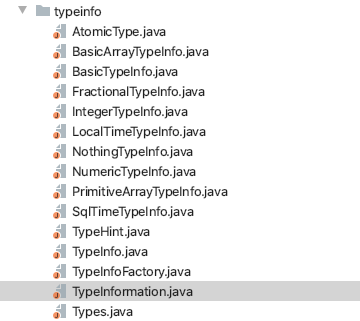 typeinfo
AtomicType.java
BasicArrayTypeInfo.java
BasicTypeInfo.java
FractionalTypeInfo.java
IntegerTypeInfo.java
LocalTimeTypeInfo.java
NothingTypeInfo.java
NumericTypeInfo.java
PrimitiveArrayTypeInfo.java
SqlTimeTypeInfo.java
TypeHint.java
TypeInfo.java
TypeInfoFactory.java
TypeInformation.java
Types.java